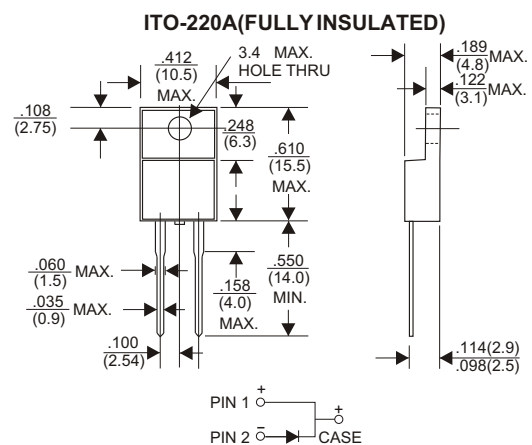 ITO-220A(FULLY INSULATED)
.412
(10.5)
MAX.
3.4 MAX.
HOLE THRU
.189
(4.8) MAX.
.122
(3.1) MAX.
.108
(2.75)
.248
(6.3)
.610
(15.5)
MAX.
.060
(1.5) MAX.
.035
(0.9) MAX.
.158
(4.0)
MAX.
.550
(14.0)
MIN.
.100
(2.54)
.114(2.9)
.098(2.5)
PIN 1 +
+
PIN 2 − CASE